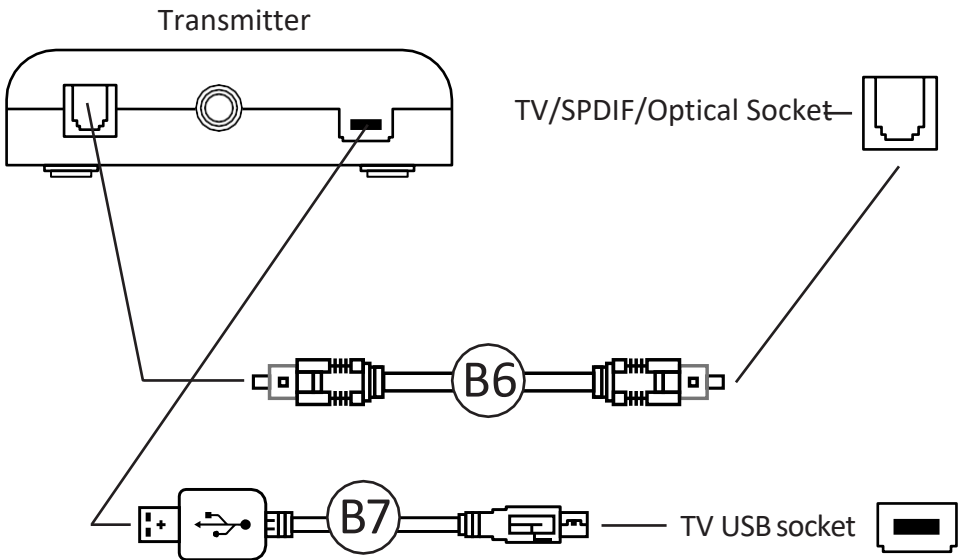 Transmitter
TV/SPDIF/Optical Socket
B6
B7
TV USB socket